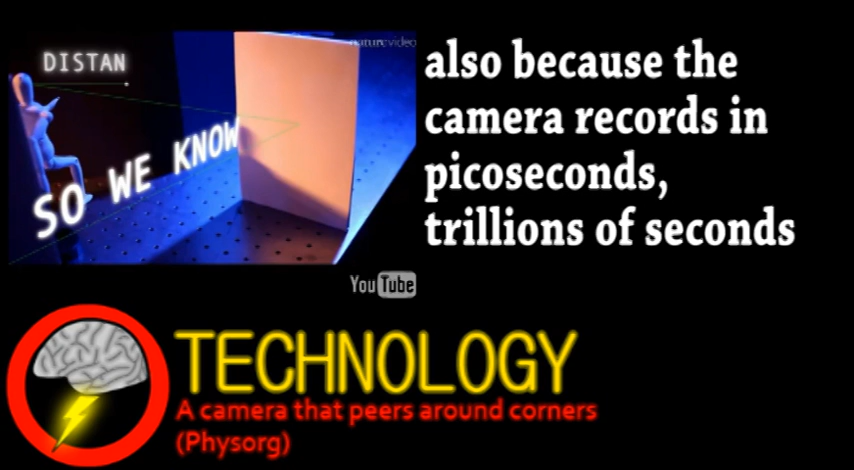 DISTAN
naturevideo
SO WE KNOW
also because the
camera records in
picoseconds,
trillions of seconds
YouTube
TECHNOLOGY
A camera that peers around corners
(Physorg)